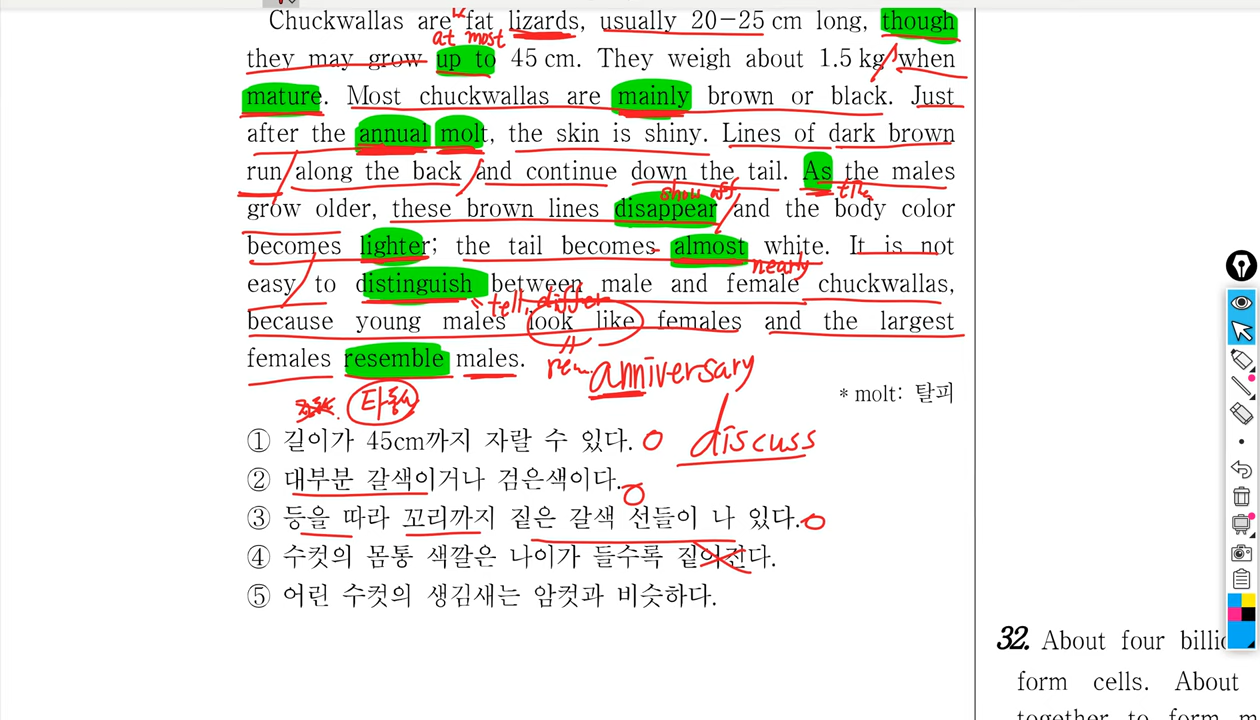 Chuckwallas are fat lizards, usually 20−25 cm long, though
at most
they may grow up to 45 cm. They weigh about 1.5 kg when
mature. Most chuckwallas are mainly brown or black. Just
after the annual molt, the skin is shiny. Lines of dark brown
run along the back and continue down the tail. As the males
show off
grow older, these brown lines disappear and the body color
becomes lighter; the tail becomes almost white. It is not
nearly
easy to distinguish between male and female chuckwallas,
tell, differ
because young males look like females and the largest
females resemble males.
anniversary
타동사
* molt: 탈피
① 길이가 45cm까지 자랄 수 있다.
discuss
② 대부분 갈색이거나 검은색이다.
③ 등을 따라 꼬리까지 짙은 갈색 선들이 나 있다.
④ 수컷의 몸통 색깔은 나이가 들수록 짙어진다.
⑤ 어린 수컷의 생김새는 암컷과 비슷하다.
32. About four billi
form cells. About
together to form m